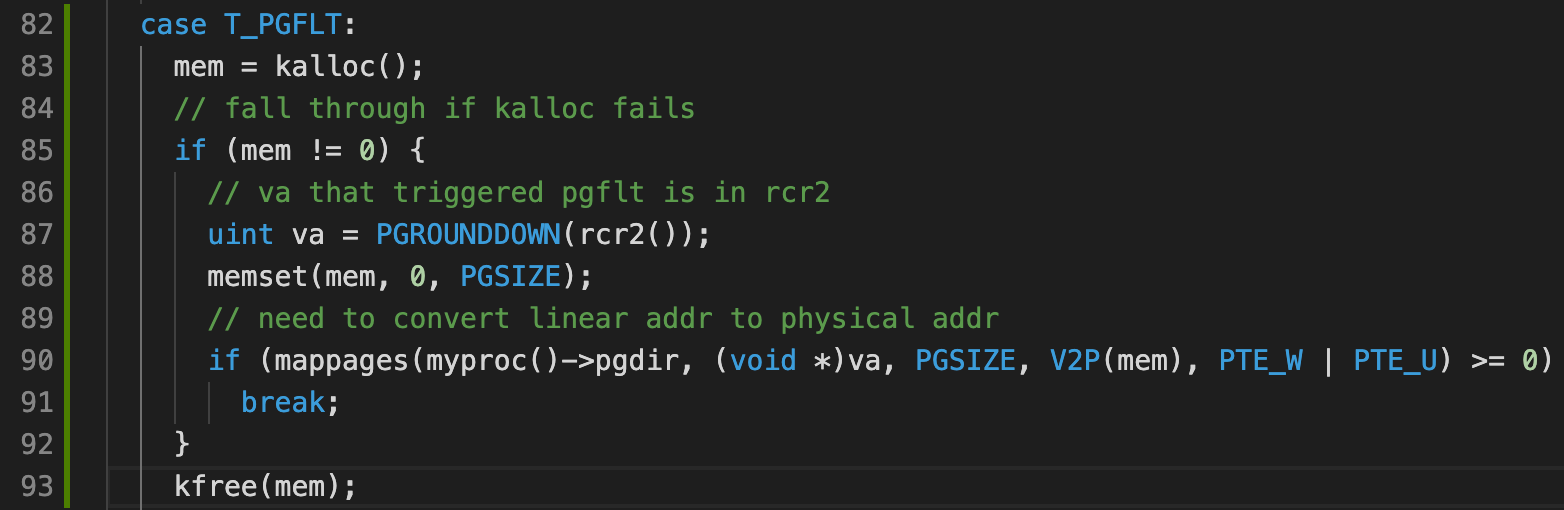 82 case T_PGFLT:
83 mem = kalloc();
84 // fall through if kalloc fails
85 if (mem != 0) {
86 // va that triggered pgflt is in rcr2
87 uint va = PGROUNDDOWN(rcr2());
88 memset(mem, 0, PGSIZE);
89 // need to convert linear addr to physical addr
90 if (mappages(myproc()->pgdir, (void *)va, PGSIZE, V2P(mem), PTE_W | PTE_U) >= 0)
91 break;
92 }
93 kfree(mem);